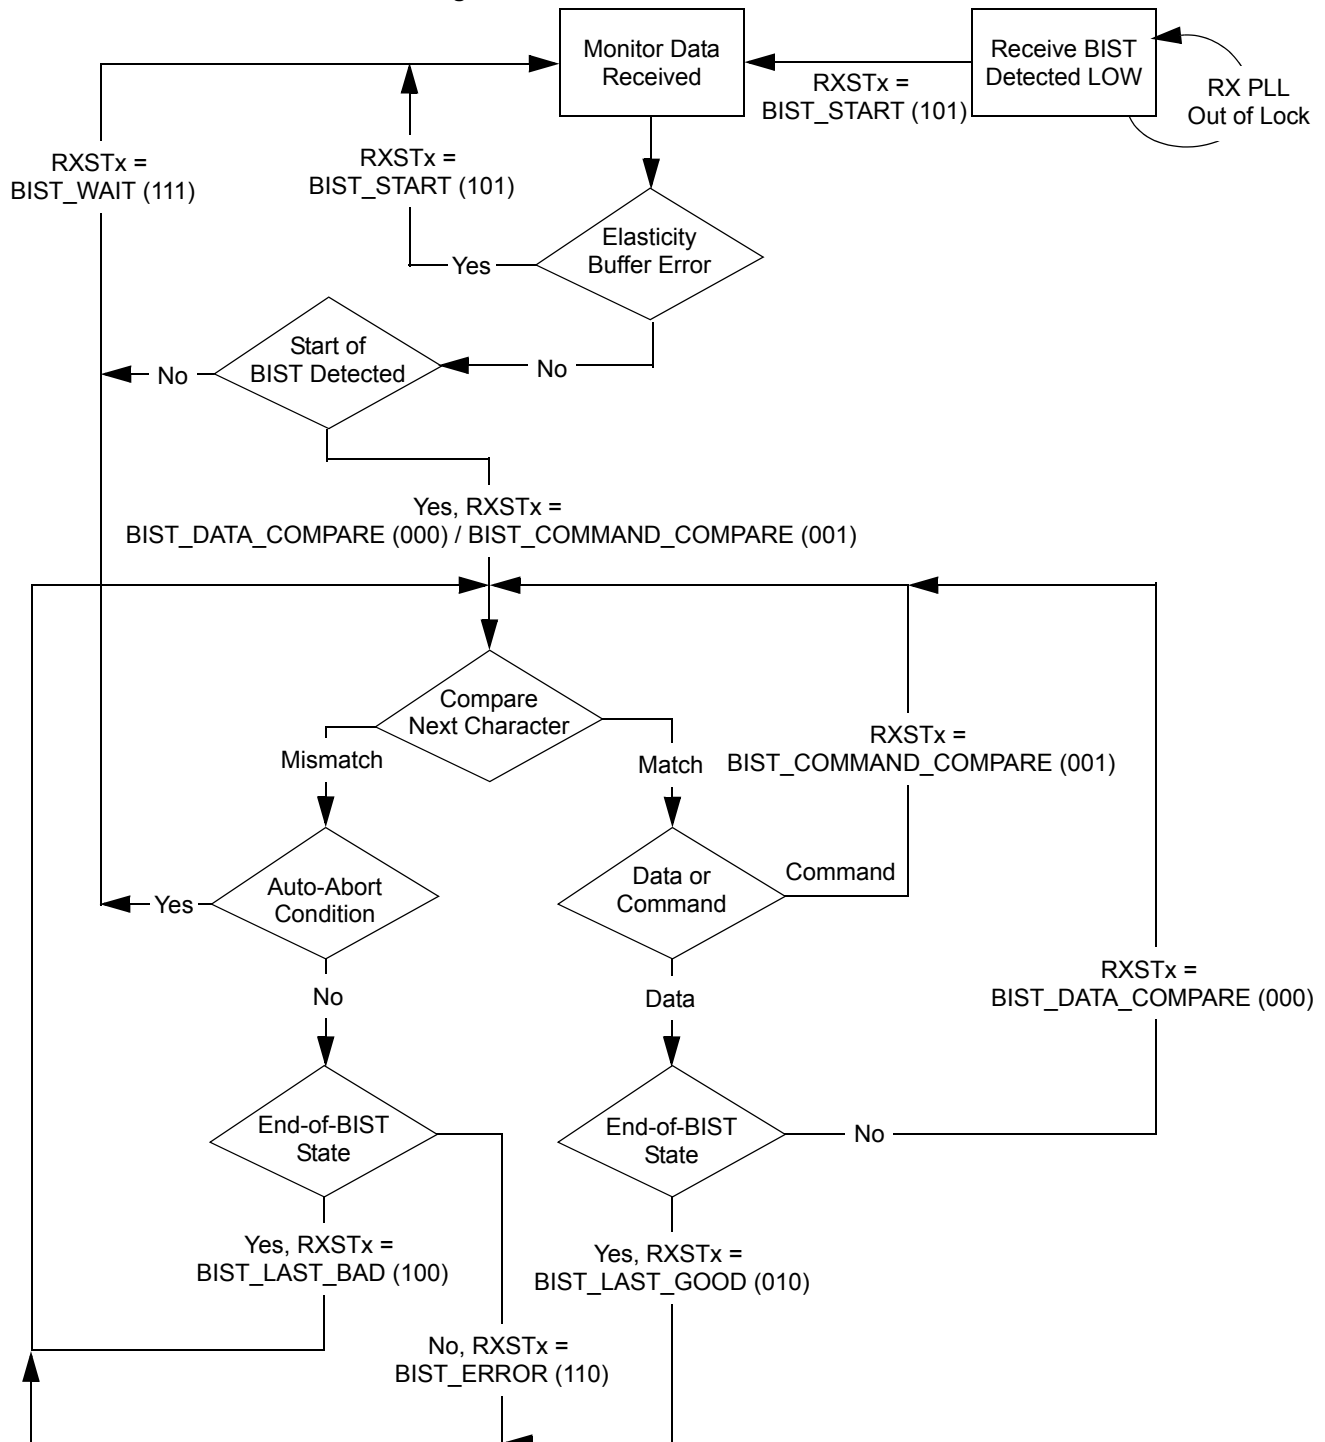 Monitor Data
Received
Receive BIST
Detected LOW
RX PLL
Out of Lock
RXSTx =
BIST_START (101)
RXSTx =
BIST_WAIT (111)
RXSTx =
BIST_START (101)
Elasticity
Buffer Error
Yes
Start of
BIST Detected
No
No
Yes, RXSTx =
BIST_DATA_COMPARE (000) / BIST_COMMAND_COMPARE (001)
Compare
Next Character
Mismatch
Match
RXSTx =
BIST_COMMAND_COMPARE (001)
Auto-Abort
Condition
Yes
Data or
Command
Command
No
Data
RXSTx =
BIST_DATA_COMPARE (000)
End-of-BIST
State
End-of-BIST
State
No
Yes, RXSTx =
BIST_LAST_BAD (100)
Yes, RXSTx =
BIST_LAST_GOOD (010)
No, RXSTx =
BIST_ERROR (110)